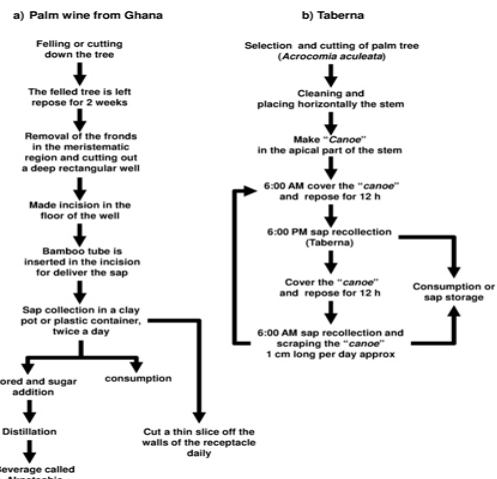 a) Palm wine from Ghana
Felling or cutting
down the tree
The felled tree is left
repose for 2 weeks
Removal of the fronds
in the meristematic
region and cutting out
a deep rectangular well
Made incision in the
floor of the well
Bamboo tube is
inserted in the incision
for deliver the sap
Sap collection in a clay
pot or plastic container,
twice a day
ored and sugar
addition
consumption
Distillation
Cut a thin slice off the
walls of the receptacle
daily
everage called
b) Taberna
Selection and cutting of palm tree
(Acrocomia aculeata)
Cleaning and
placing horizontally the stem
Make "Canoe"
in the apical part of the stem
6:00 AM cover the "canoe"
and repose for 12 h
6:00 PM sap recollection
(Taberna)
Cover the "canoe"
and repose for 12 h
Consumption or
sap storage
6:00 AM sap recollection and
scraping the "canoe"
1 cm long per day approx